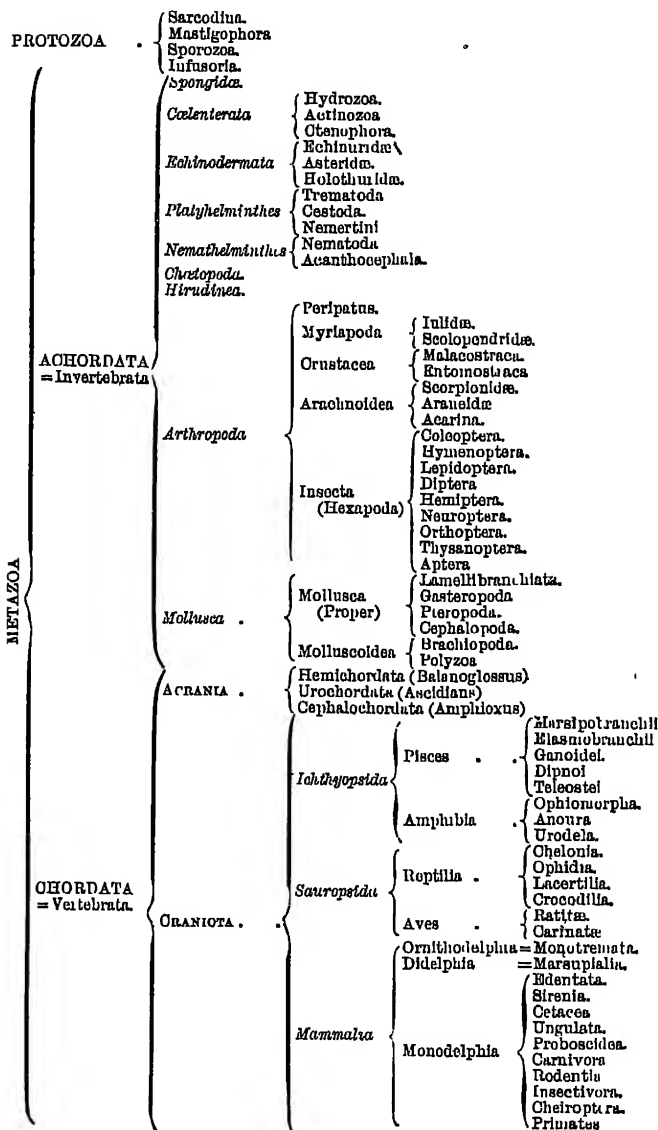 PROTOZOA .
Sarcodina.
Mastigophora
Sporozoa.
Infusoria.
METAZOA
ACHORDATA
=Invertebrata
Spongidæ.
Cœlenterata
Hydrozoa.
Actinozoa
Ctenophora.
Echinodermata
Echinuridæ
Asteridæ.
Holothuridæ.
Platyhelminthes
Trematoda
Cestoda.
Nemertini
Nemathelminthes
Nematoda
Acanthocephala.
Chætopoda.
Hirudinea.
Arthropoda
Peripatus.
Myriapoda
Iulidæ.
Scolopendridæ.
Crustacea
Malacostraca.
Entomostraca
Arachnoidea
Scorpionidæ.
Araneidæ
Acarina.
Insecta
(Hexapoda)
Coleoptera.
Hymenoptera.
Lepidoptera.
Diptera
Hemiptera.
Neuroptera.
Orthoptera.
Thysanoptera.
Aptera
Mollusca .
Mollusca
(Proper)
Lamellibranchiata.
Gasteropoda
Pteropoda.
Cephalopoda.
Molluscoidea
Brachiopoda.
Polyzoa
CHORDATA
=Vertebrata.
ACRANIA .
Hemichordata (Balanoglossus)
Urochordata (Ascidians)
Cephalochordata (Amphioxus)
CRANIOTA . .
Ichthyopsida
Pisces . .
Marsipobranchii
Elasmobranchii
Ganoidei.
Dipnoi
Teleostei
Amphibia .
Ophiomorpha.
Anoura
Urodela.
Sauropsida
Reptilia .
Chelonia.
Ophidia.
Lacertilia.
Crocodilia.
Aves .
Ratitæ.
Carinatæ
Mammalia
Ornithodelphia=Monotremata.
Didelphia =Marsupialia.
Monodelphia
Edentata.
Sirenia.
Cetacea
Ungulata.
Proboscidea.
Carnivora
Rodentia
Insectivora.
Cheiroptera.
Primates